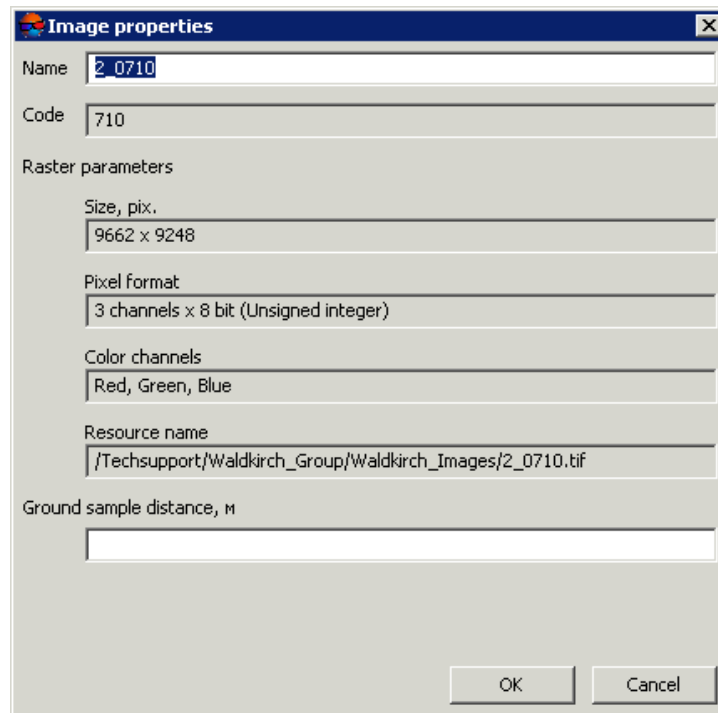 Image properties
Name 2_0710
Code 710
Raster parameters
Size, pix.
9662 x 9248
Pixel format
3 channels x 8 bit (Unsigned integer)
Color channels
Red, Green, Blue
Resource name
/Techsupport/Waldkirch_Group/Waldkirch_Images/2_0710.tif
Ground sample distance, м
OK Cancel